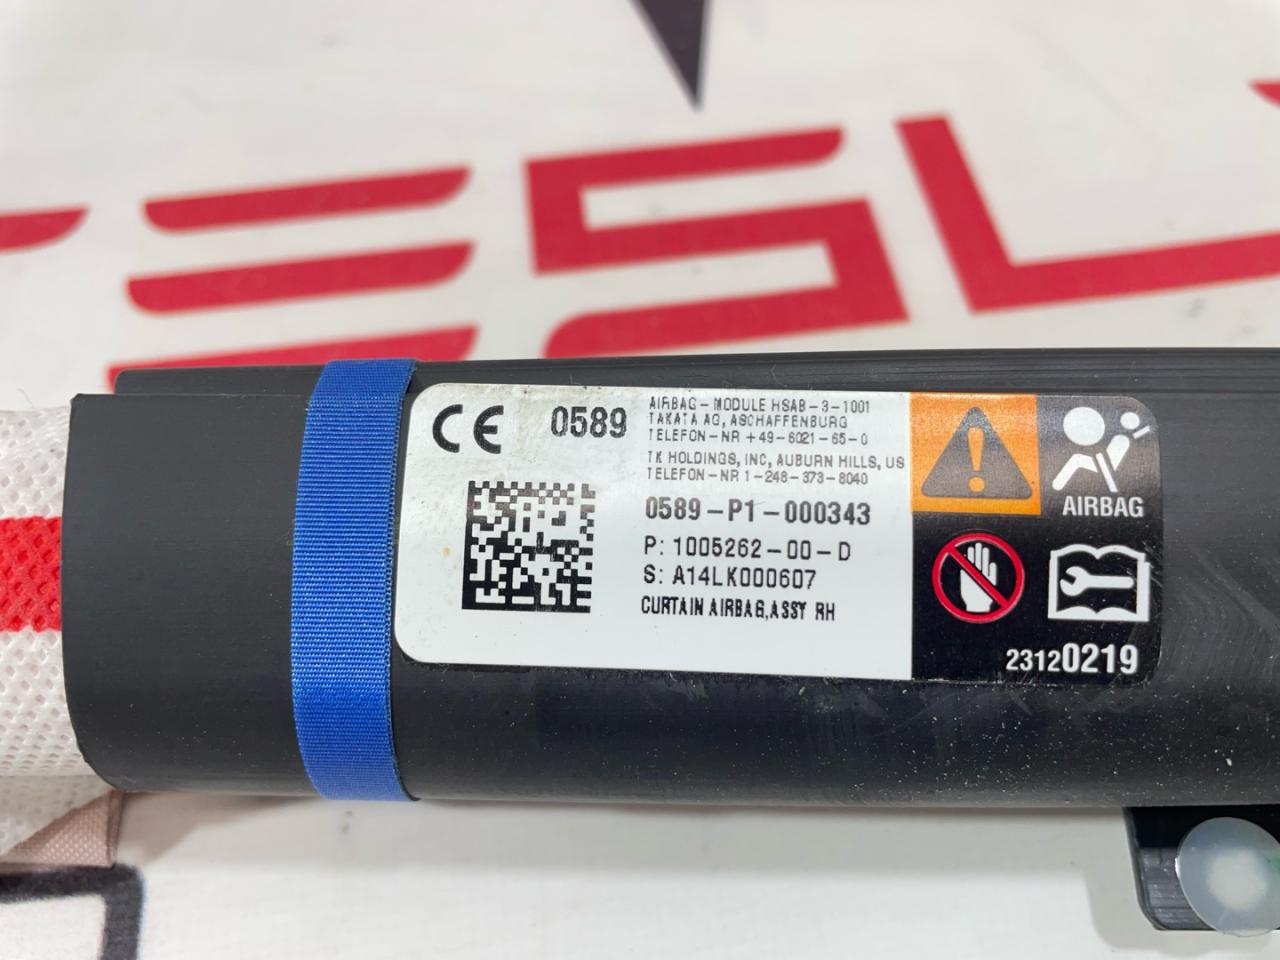 TESL
CE 0589
AIRBAG-MODULE HSAB-3-1001
TAKATA AG, ASCHAFFENBURG
TELEFON-NR +49-6021-65-0
TK HOLDINGS, INC, AUBURN HILLS, US
TELEFON-NR 1-248-373-8040
0589-P1-000343
P: 1005262-00-D
S: A14LK000607
CURTAIN AIRBAG,ASSY RH
AIRBAG
23120219